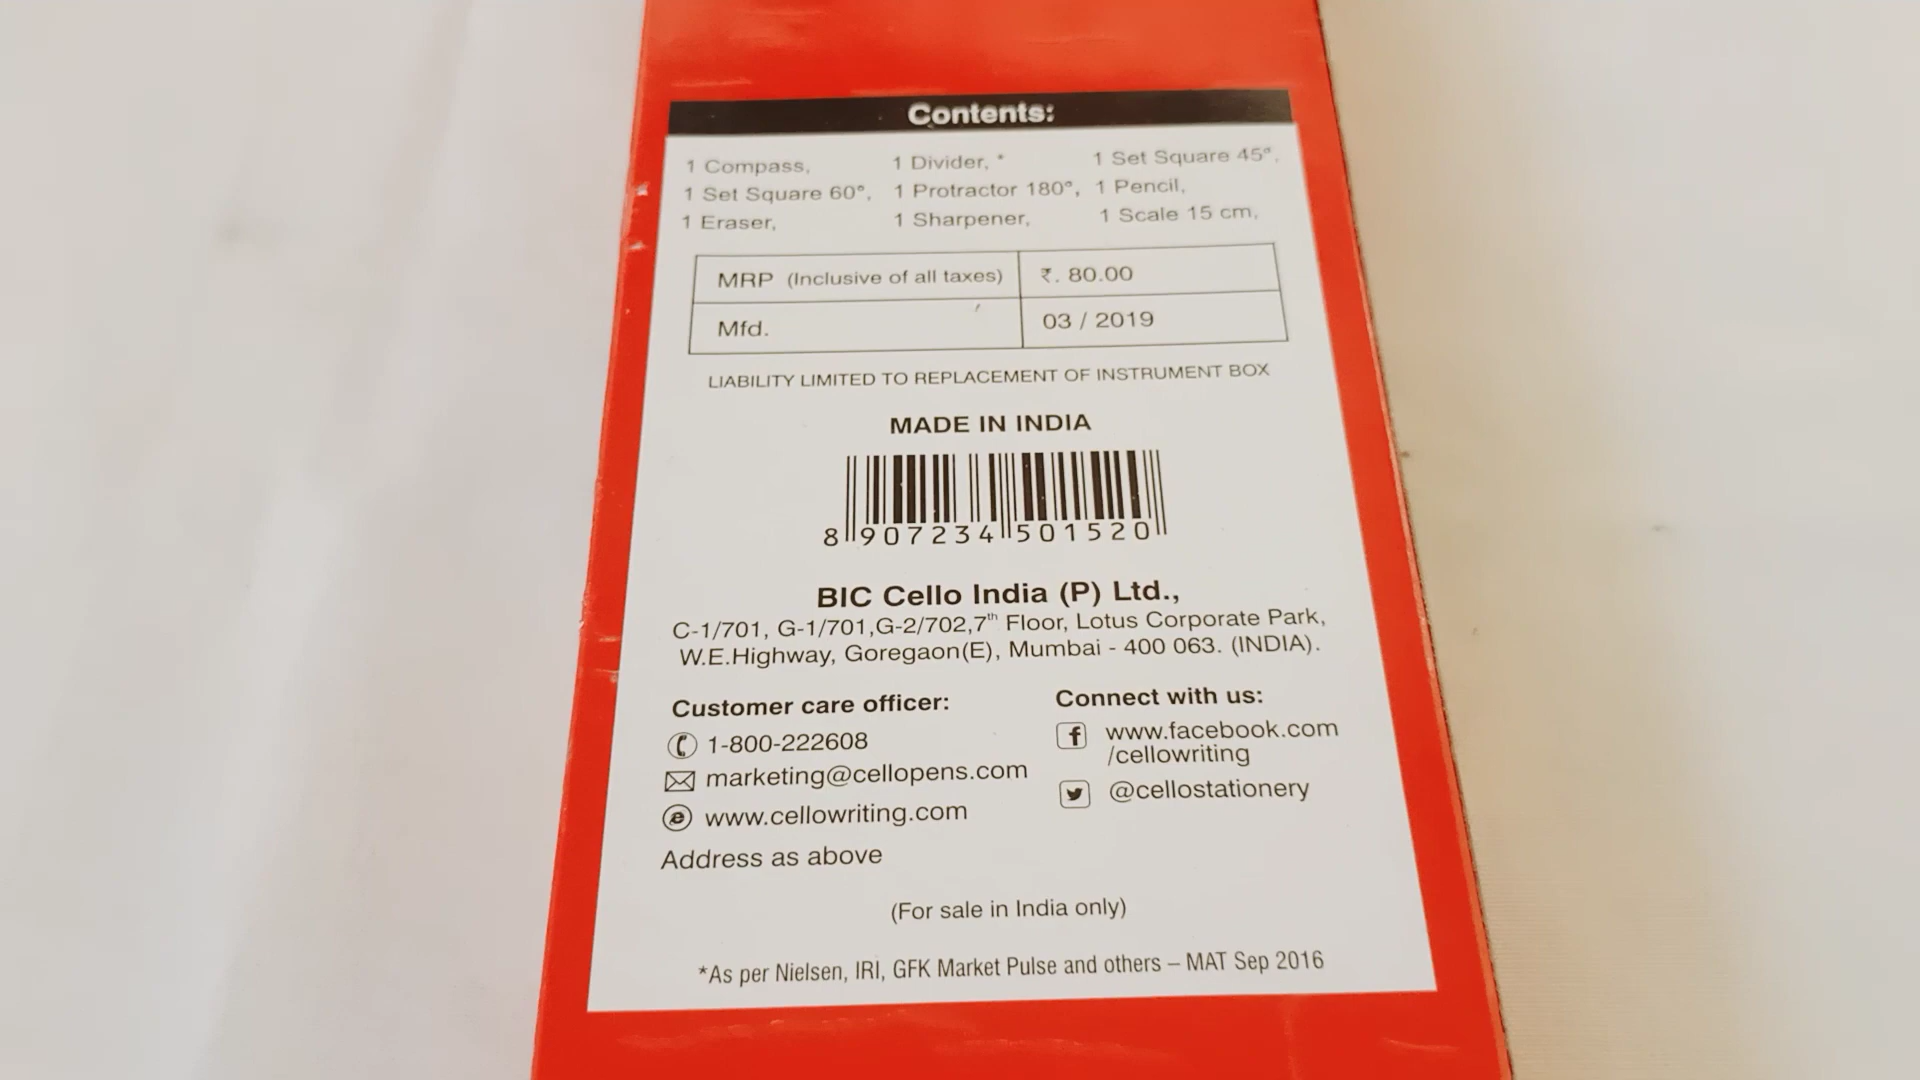 Contents:
1 Compass, 1 Divider, * 1 Set Square 45°,
1 Set Square 60°, 1 Protractor 180°, 1 Pencil,
1 Eraser, 1 Sharpener, 1 Scale 15 cm,
MRP (Inclusive of all taxes) ₹. 80.00
Mfd. 03 / 2019
LIABILITY LIMITED TO REPLACEMENT OF INSTRUMENT BOX
MADE IN INDIA
8 907234 501520
BIC Cello India (P) Ltd.,
C-1/701, G-1/701,G-2/702,7th Floor, Lotus Corporate Park,
W.E.Highway, Goregaon(E), Mumbai - 400 063. (INDIA).
Customer care officer:
1-800-222608
marketing@cellopens.com
www.cellowriting.com
Address as above
Connect with us:
www.facebook.com
/cellowriting
@cellostationery
(For sale in India only)
*As per Nielsen, IRI, GFK Market Pulse and others – MAT Sep 2016